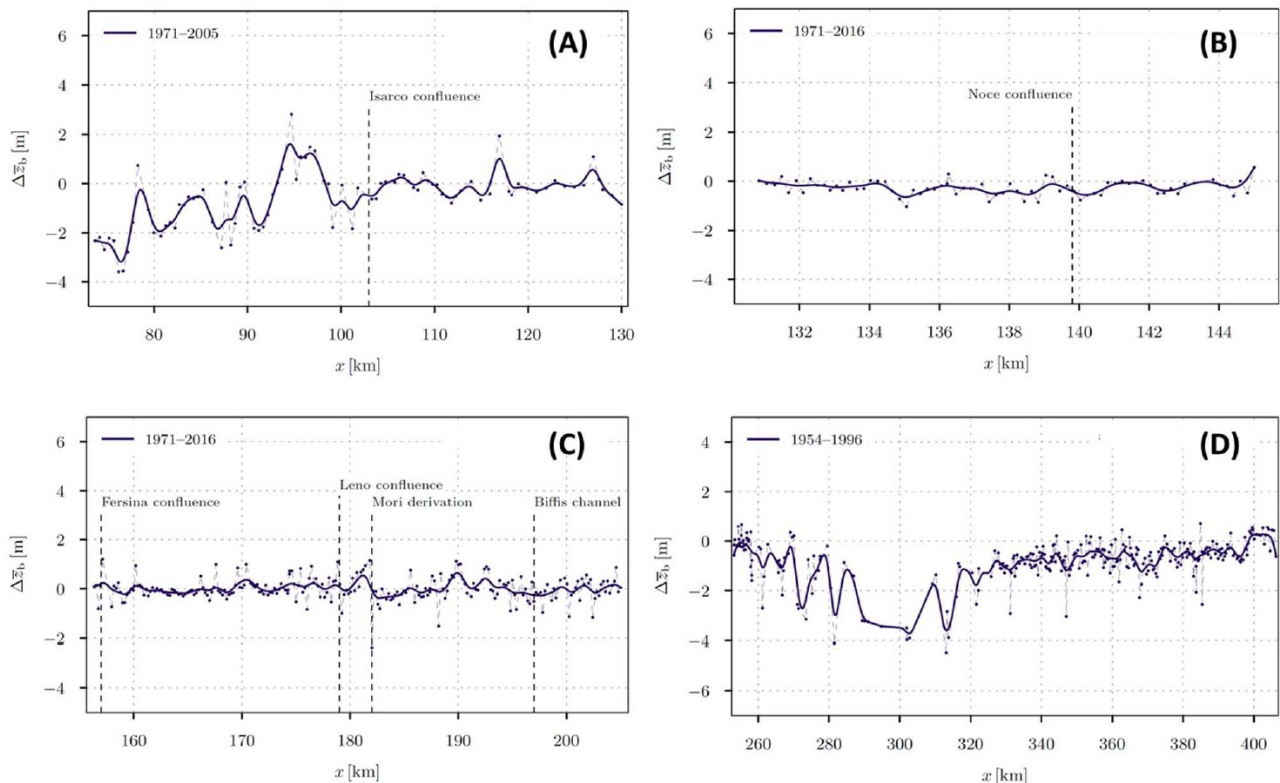 1971–2005
(A)
6
4
2
0
−2
−4
Isarco confluence
80 90 100 110 120 130
x [km]
Δz̅b [m]
1971–2016
(B)
6
4
2
0
−2
−4
Noce confluence
132 134 136 138 140 142 144
x [km]
Δz̅b [m]
1971–2016
(C)
6
4
2
0
−2
−4
Leno confluence
Fersina confluence Mori derivation Biffis channel
160 170 180 190 200
x [km]
Δz̅b [m]
1954–1996
(D)
4
2
0
−2
−4
−6
260 280 300 320 340 360 380 400
x [km]
Δz̅b [m]